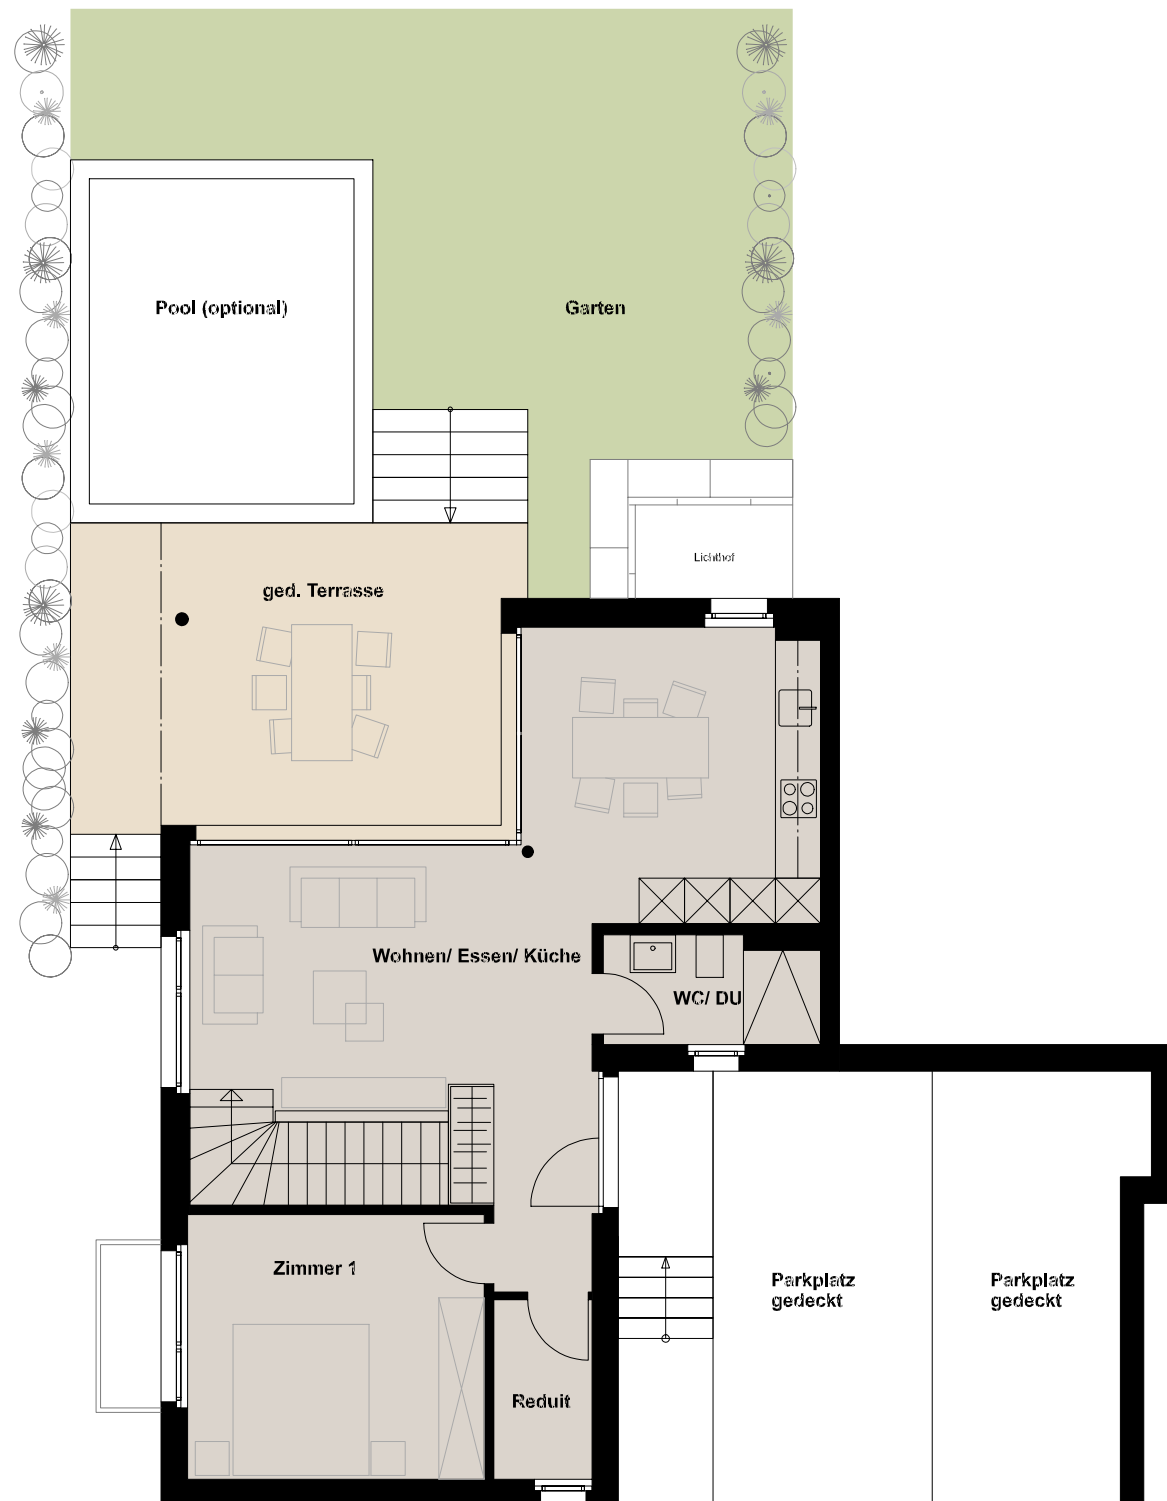 Pool (optional)
Garten
Lichthof
ged. Terrasse
Wohnen/ Essen/ Küche
WC/ DU
Zimmer 1
Parkplatz
gedeckt
Parkplatz
gedeckt
Reduit